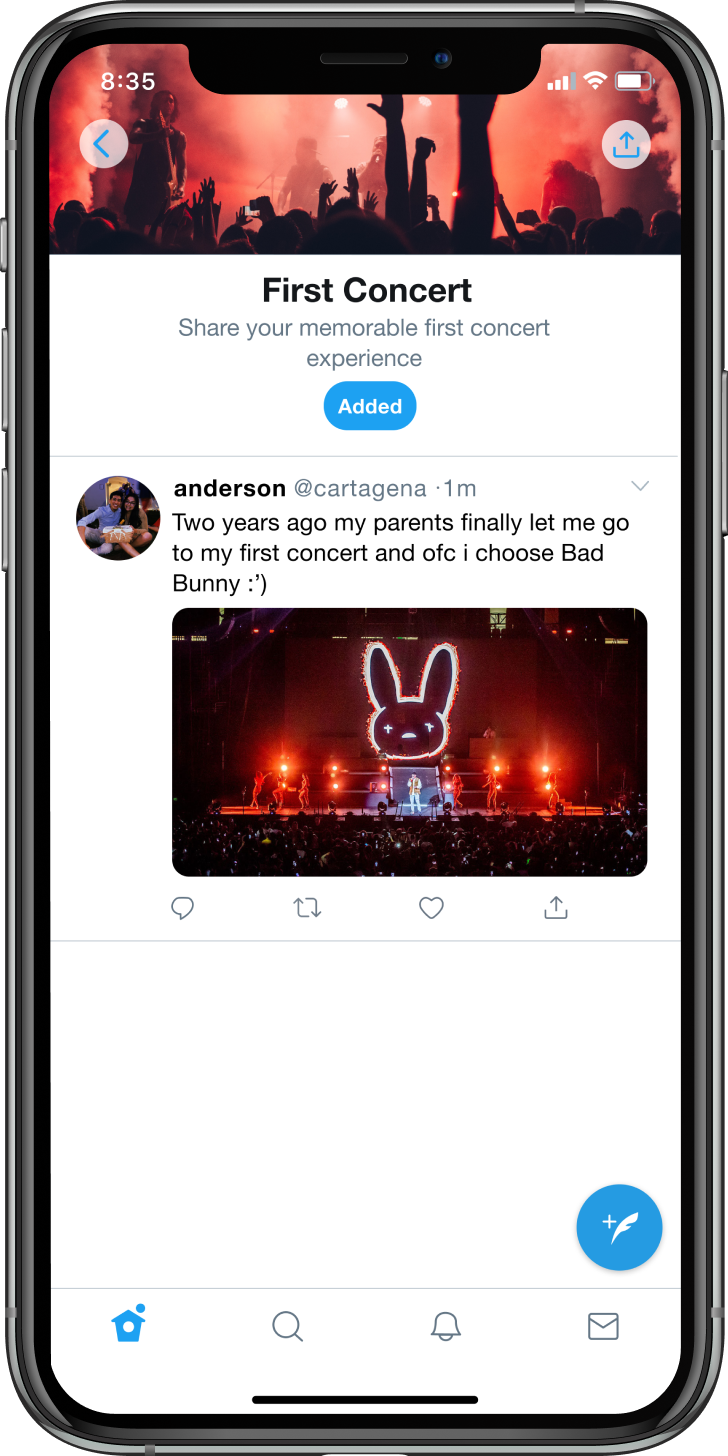 8:35
First Concert
Share your memorable first concert
experience
Added
anderson @cartagena ·1m
Two years ago my parents finally let me go
to my first concert and ofc i choose Bad
Bunny :’)